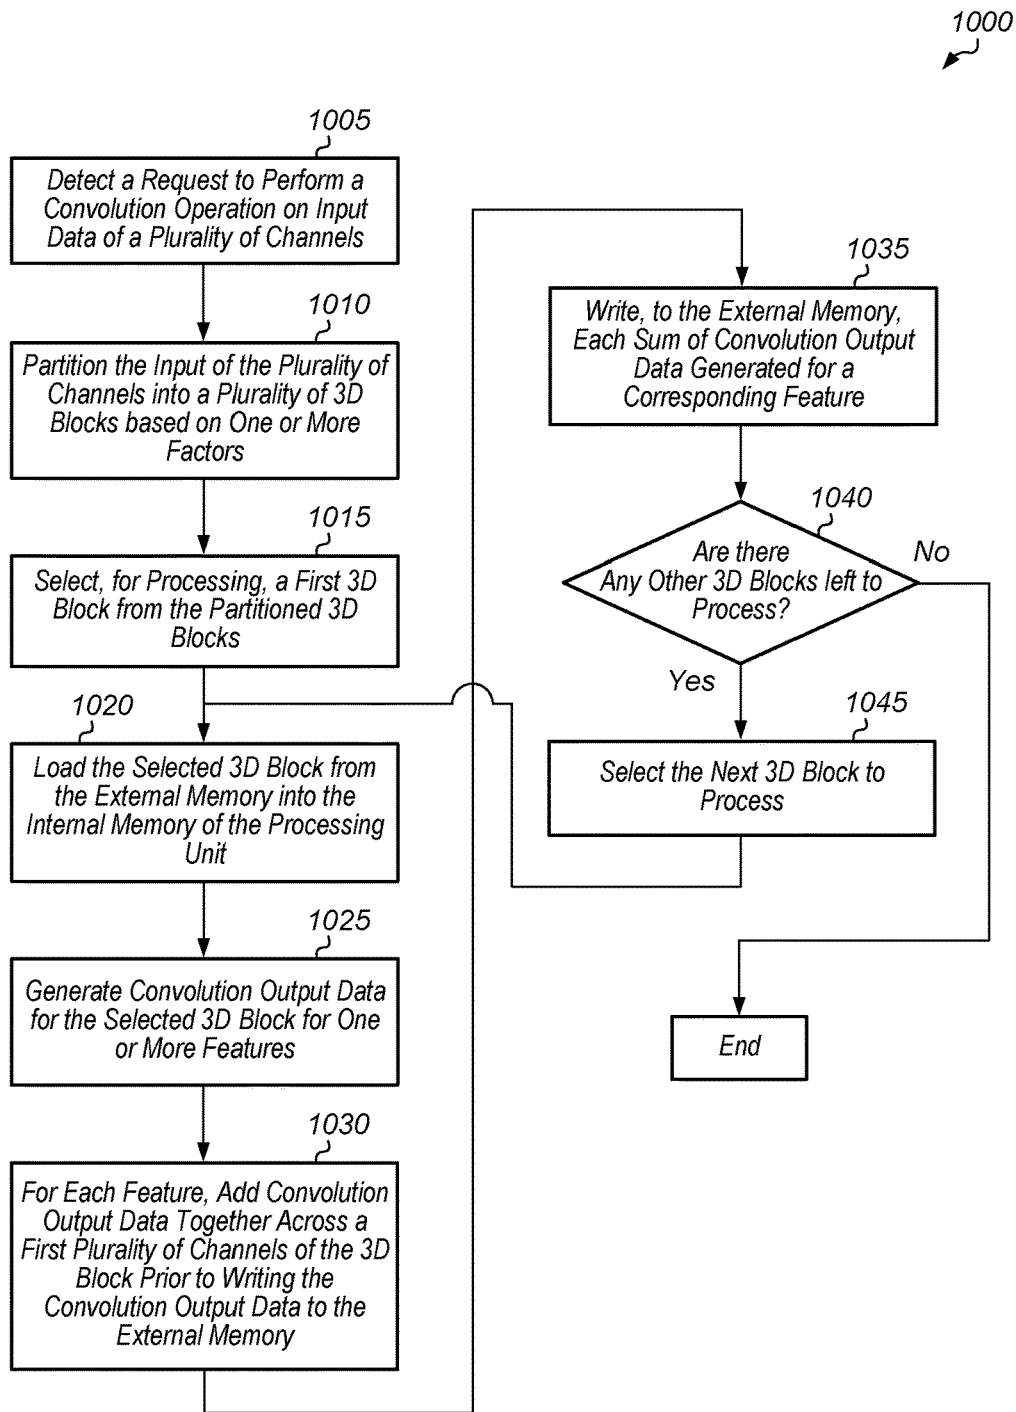 1000
1005
Detect a Request to Perform a
Convolution Operation on Input
Data of a Plurality of Channels
1010
Partition the Input of the Plurality of
Channels into a Plurality of 3D
Blocks based on One or More
Factors
1015
Select, for Processing, a First 3D
Block from the Partitioned 3D
Blocks
1020
Load the Selected 3D Block from
the External Memory into the
Internal Memory of the Processing
Unit
1025
Generate Convolution Output Data
for the Selected 3D Block for One
or More Features
1030
For Each Feature, Add Convolution
Output Data Together Across a
First Plurality of Channels of the 3D
Block Prior to Writing the
Convolution Output Data to the
External Memory
1035
Write, to the External Memory,
Each Sum of Convolution Output
Data Generated for a
Corresponding Feature
1040
Are there
Any Other 3D Blocks left to
Process?
No
Yes
1045
Select the Next 3D Block to
Process
End